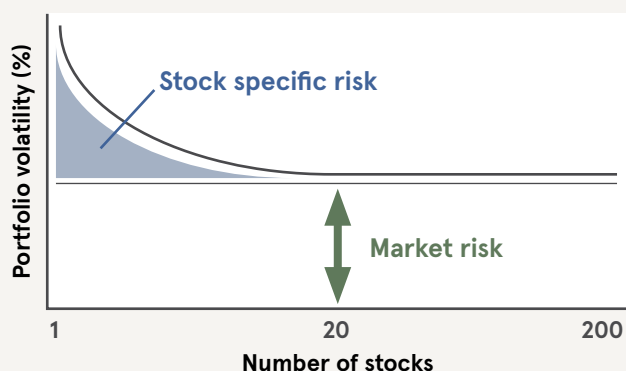 Portfolio volatility (%)
Stock specific risk
Market risk
1
20
200
Number of stocks